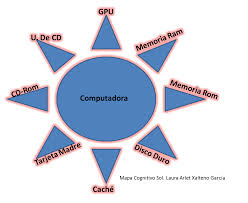 GPU
U. De CD
Memoria Ram
CD-Rom
Computadora
Memoria Rom
Tarjeta Madre
Disco Duro
Caché
Mapa Cognitivo Sol. Laura Arlet Xalteno Garcia